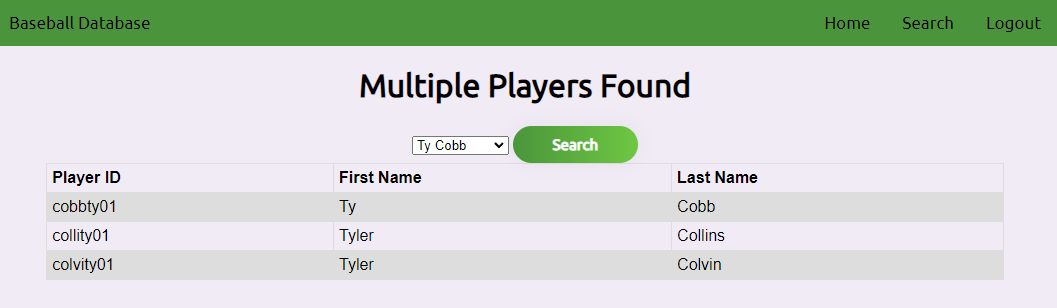 Baseball Database Home Search Logout
Multiple Players Found
Ty Cobb Search
Player ID First Name Last Name
cobbty01 Ty Cobb
collity01 Tyler Collins
colvity01 Tyler Colvin